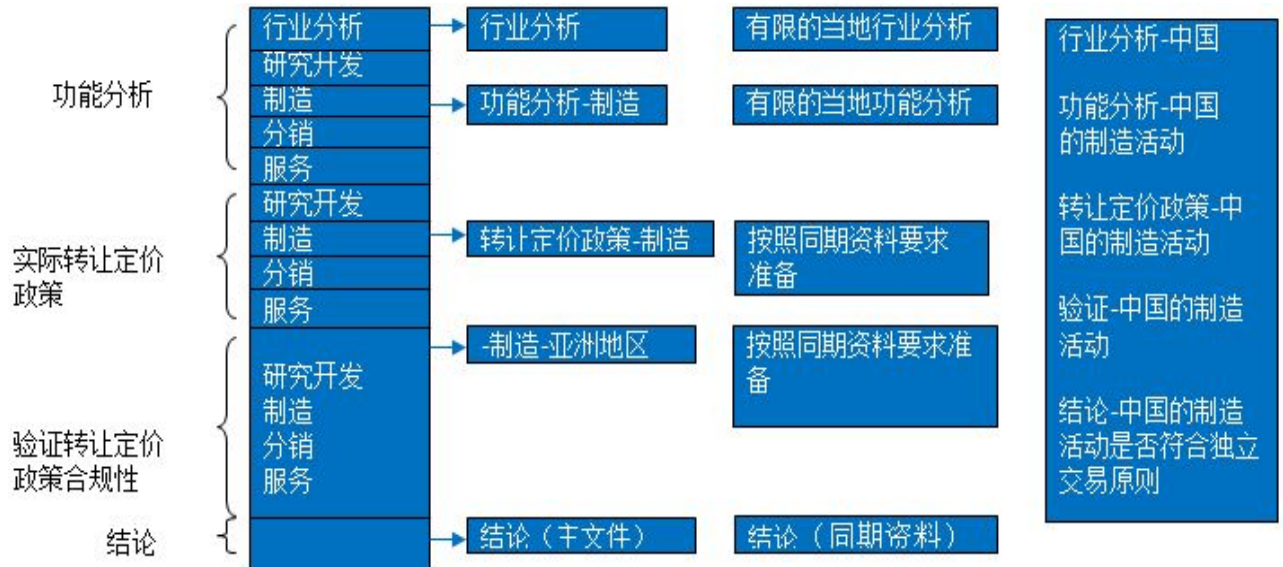 行业分析
行业分析
有限的当地行业分析
行业分析-中国
研究开发
功能分析
制造
功能分析-制造
有限的当地功能分析
功能分析-中国
的制造活动
分销
服务
研究开发
制造
转让定价政策-制造
按照同期资料要求
准备
转让定价政策-中
国的制造活动
实际转让定价
政策
分销
服务
验证-中国的制造
活动
-制造-亚洲地区
按照同期资料要求准
备
研究开发
制造
分销
服务
验证转让定价
政策合规性
结论-中国的制造
活动是否符合独立
交易原则
结论
结论（主文件）
结论（同期资料）